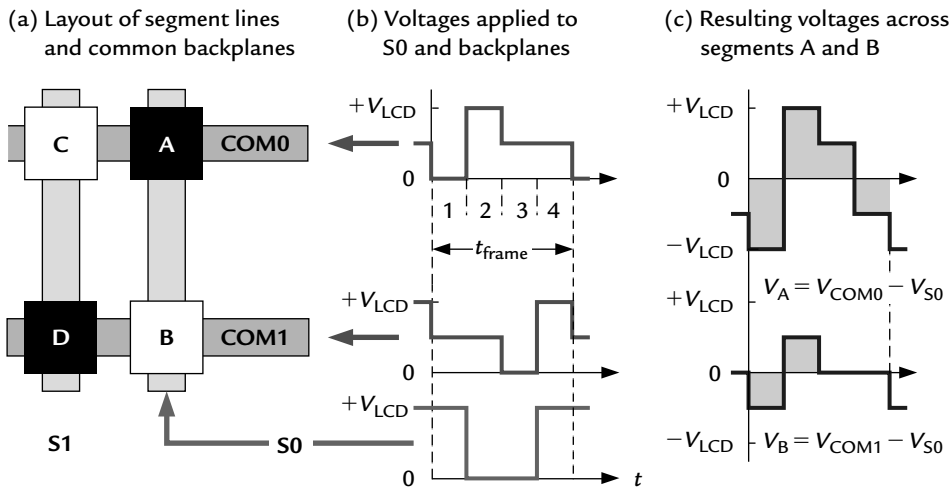 (a) Layout of segment lines
and common backplanes
(b) Voltages applied to
S0 and backplanes
(c) Resulting voltages across
segments A and B
C
A
COM0
D
B
COM1
S1
S0
+VLCD
0
1 2 3 4
tframe
+VLCD
0
+VLCD
0
t
+VLCD
0
−VLCD
VA = VCOM0 − VS0
+VLCD
0
−VLCD
VB = VCOM1 − VS0